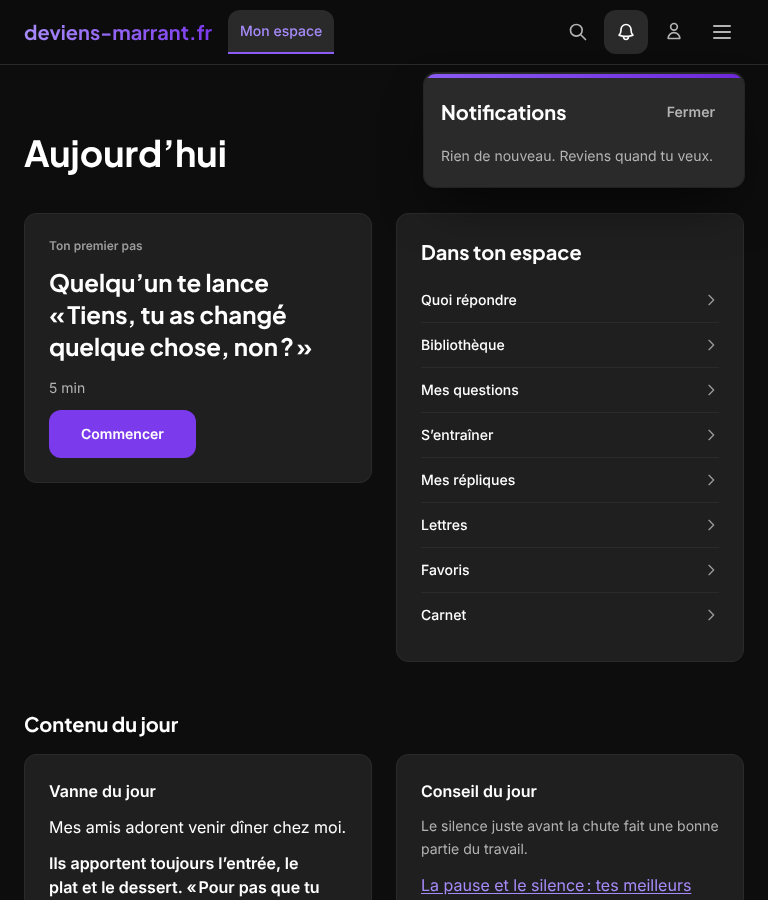 deviens-marrant.fr
Mon espace
Notifications
Fermer
Rien de nouveau. Reviens quand tu veux.
Aujourd’hui
Ton premier pas
Quelqu’un te lance
« Tiens, tu as changé
quelque chose, non ? »
5 min
Commencer
Dans ton espace
Quoi répondre
Bibliothèque
Mes questions
S’entraîner
Mes répliques
Lettres
Favoris
Carnet
Contenu du jour
Vanne du jour
Mes amis adorent venir dîner chez moi.
Ils apportent toujours l’entrée, le
plat et le dessert. « Pour pas que tu
Conseil du jour
Le silence juste avant la chute fait une bonne
partie du travail.
La pause et le silence : tes meilleurs